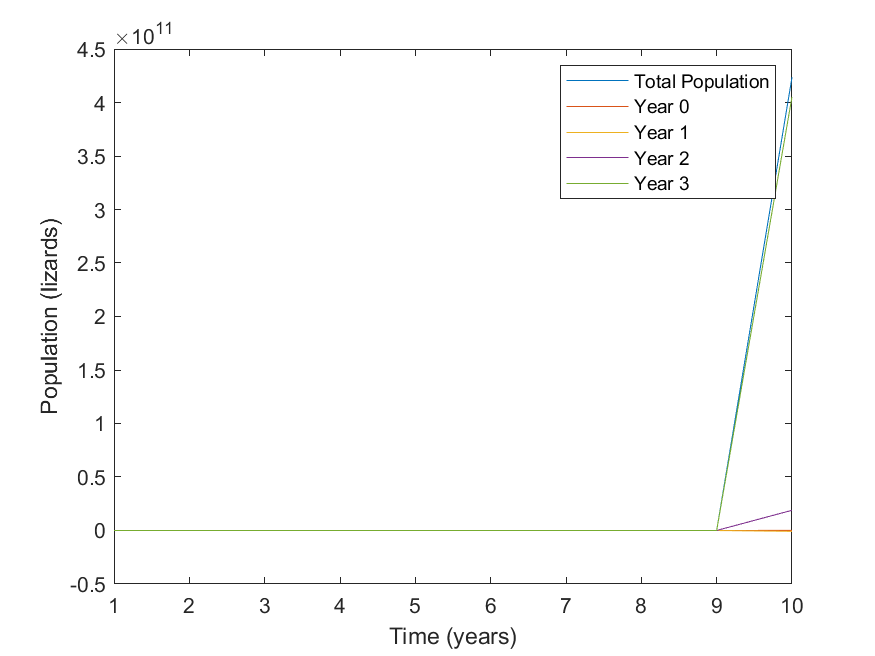 ×10^11
4.5
4
3.5
3
2.5
2
1.5
1
0.5
0
-0.5
Population (lizards)
Total Population
Year 0
Year 1
Year 2
Year 3
1 2 3 4 5 6 7 8 9 10
Time (years)